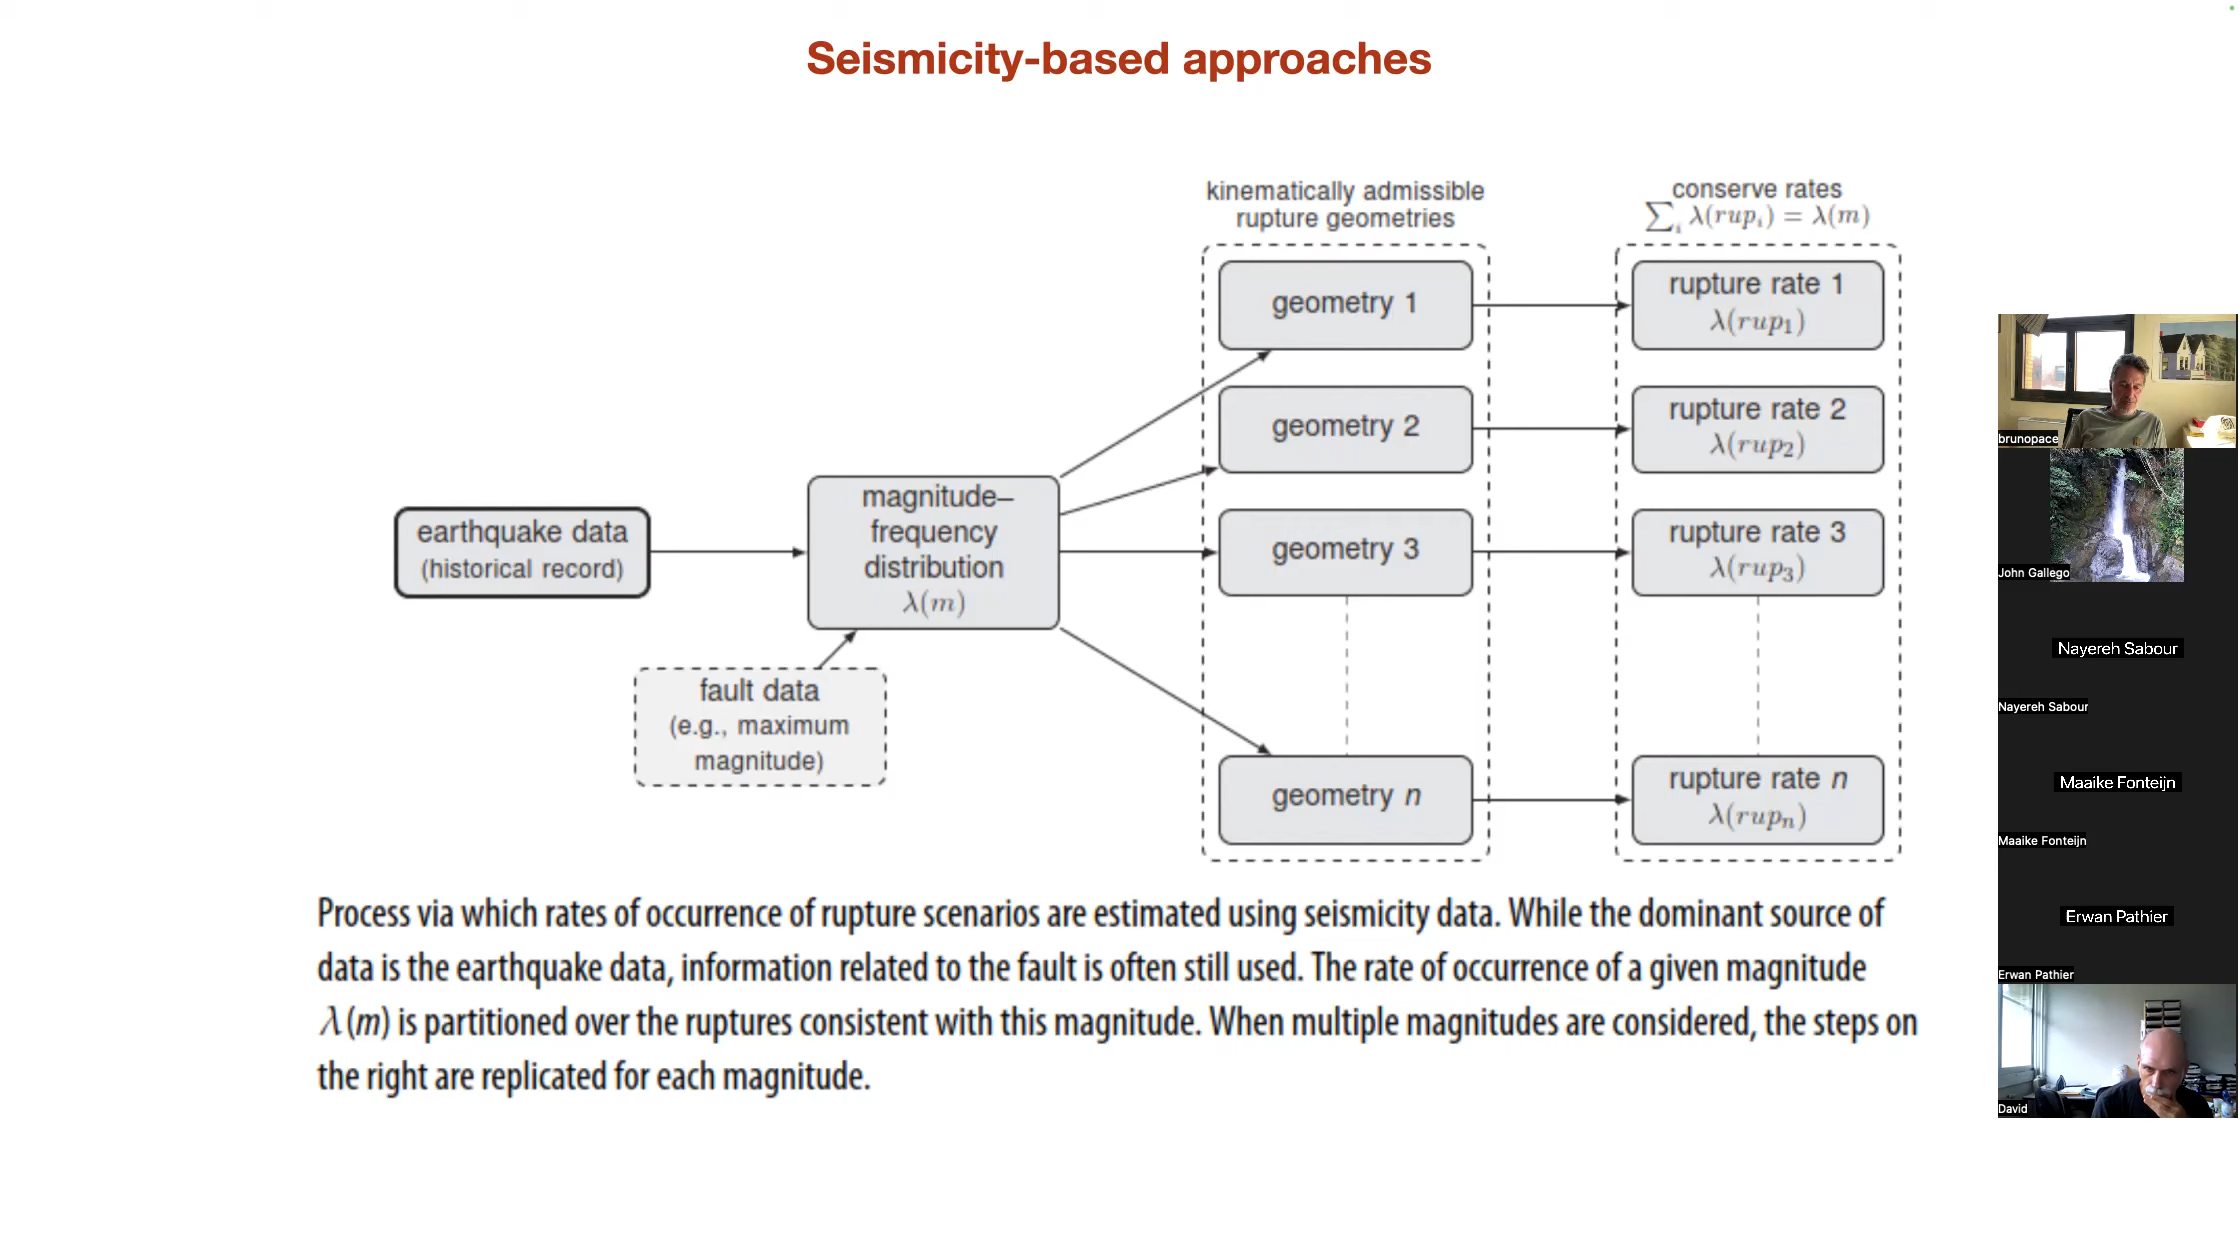 Seismicity-based approaches
kinematically admissible
rupture geometries
conserve rates
∑ᵢ λ(rupᵢ) = λ(m)
geometry 1
rupture rate 1
λ(rup₁)
geometry 2
rupture rate 2
λ(rup₂)
earthquake data
(historical record)
magnitude–
frequency
distribution
λ(m)
geometry 3
rupture rate 3
λ(rup₃)
fault data
(e.g., maximum
magnitude)
geometry n
rupture rate n
λ(rupₙ)
Process via which rates of occurrence of rupture scenarios are estimated using seismicity data. While the dominant source of
data is the earthquake data, information related to the fault is often still used. The rate of occurrence of a given magnitude
λ(m) is partitioned over the ruptures consistent with this magnitude. When multiple magnitudes are considered, the steps on
the right are replicated for each magnitude.
brunopace
John Gallego
Nayereh Sabour
Nayereh Sabour
Maaike Fonteijn
Maaike Fonteijn
Erwan Pathier
Erwan Pathier
David